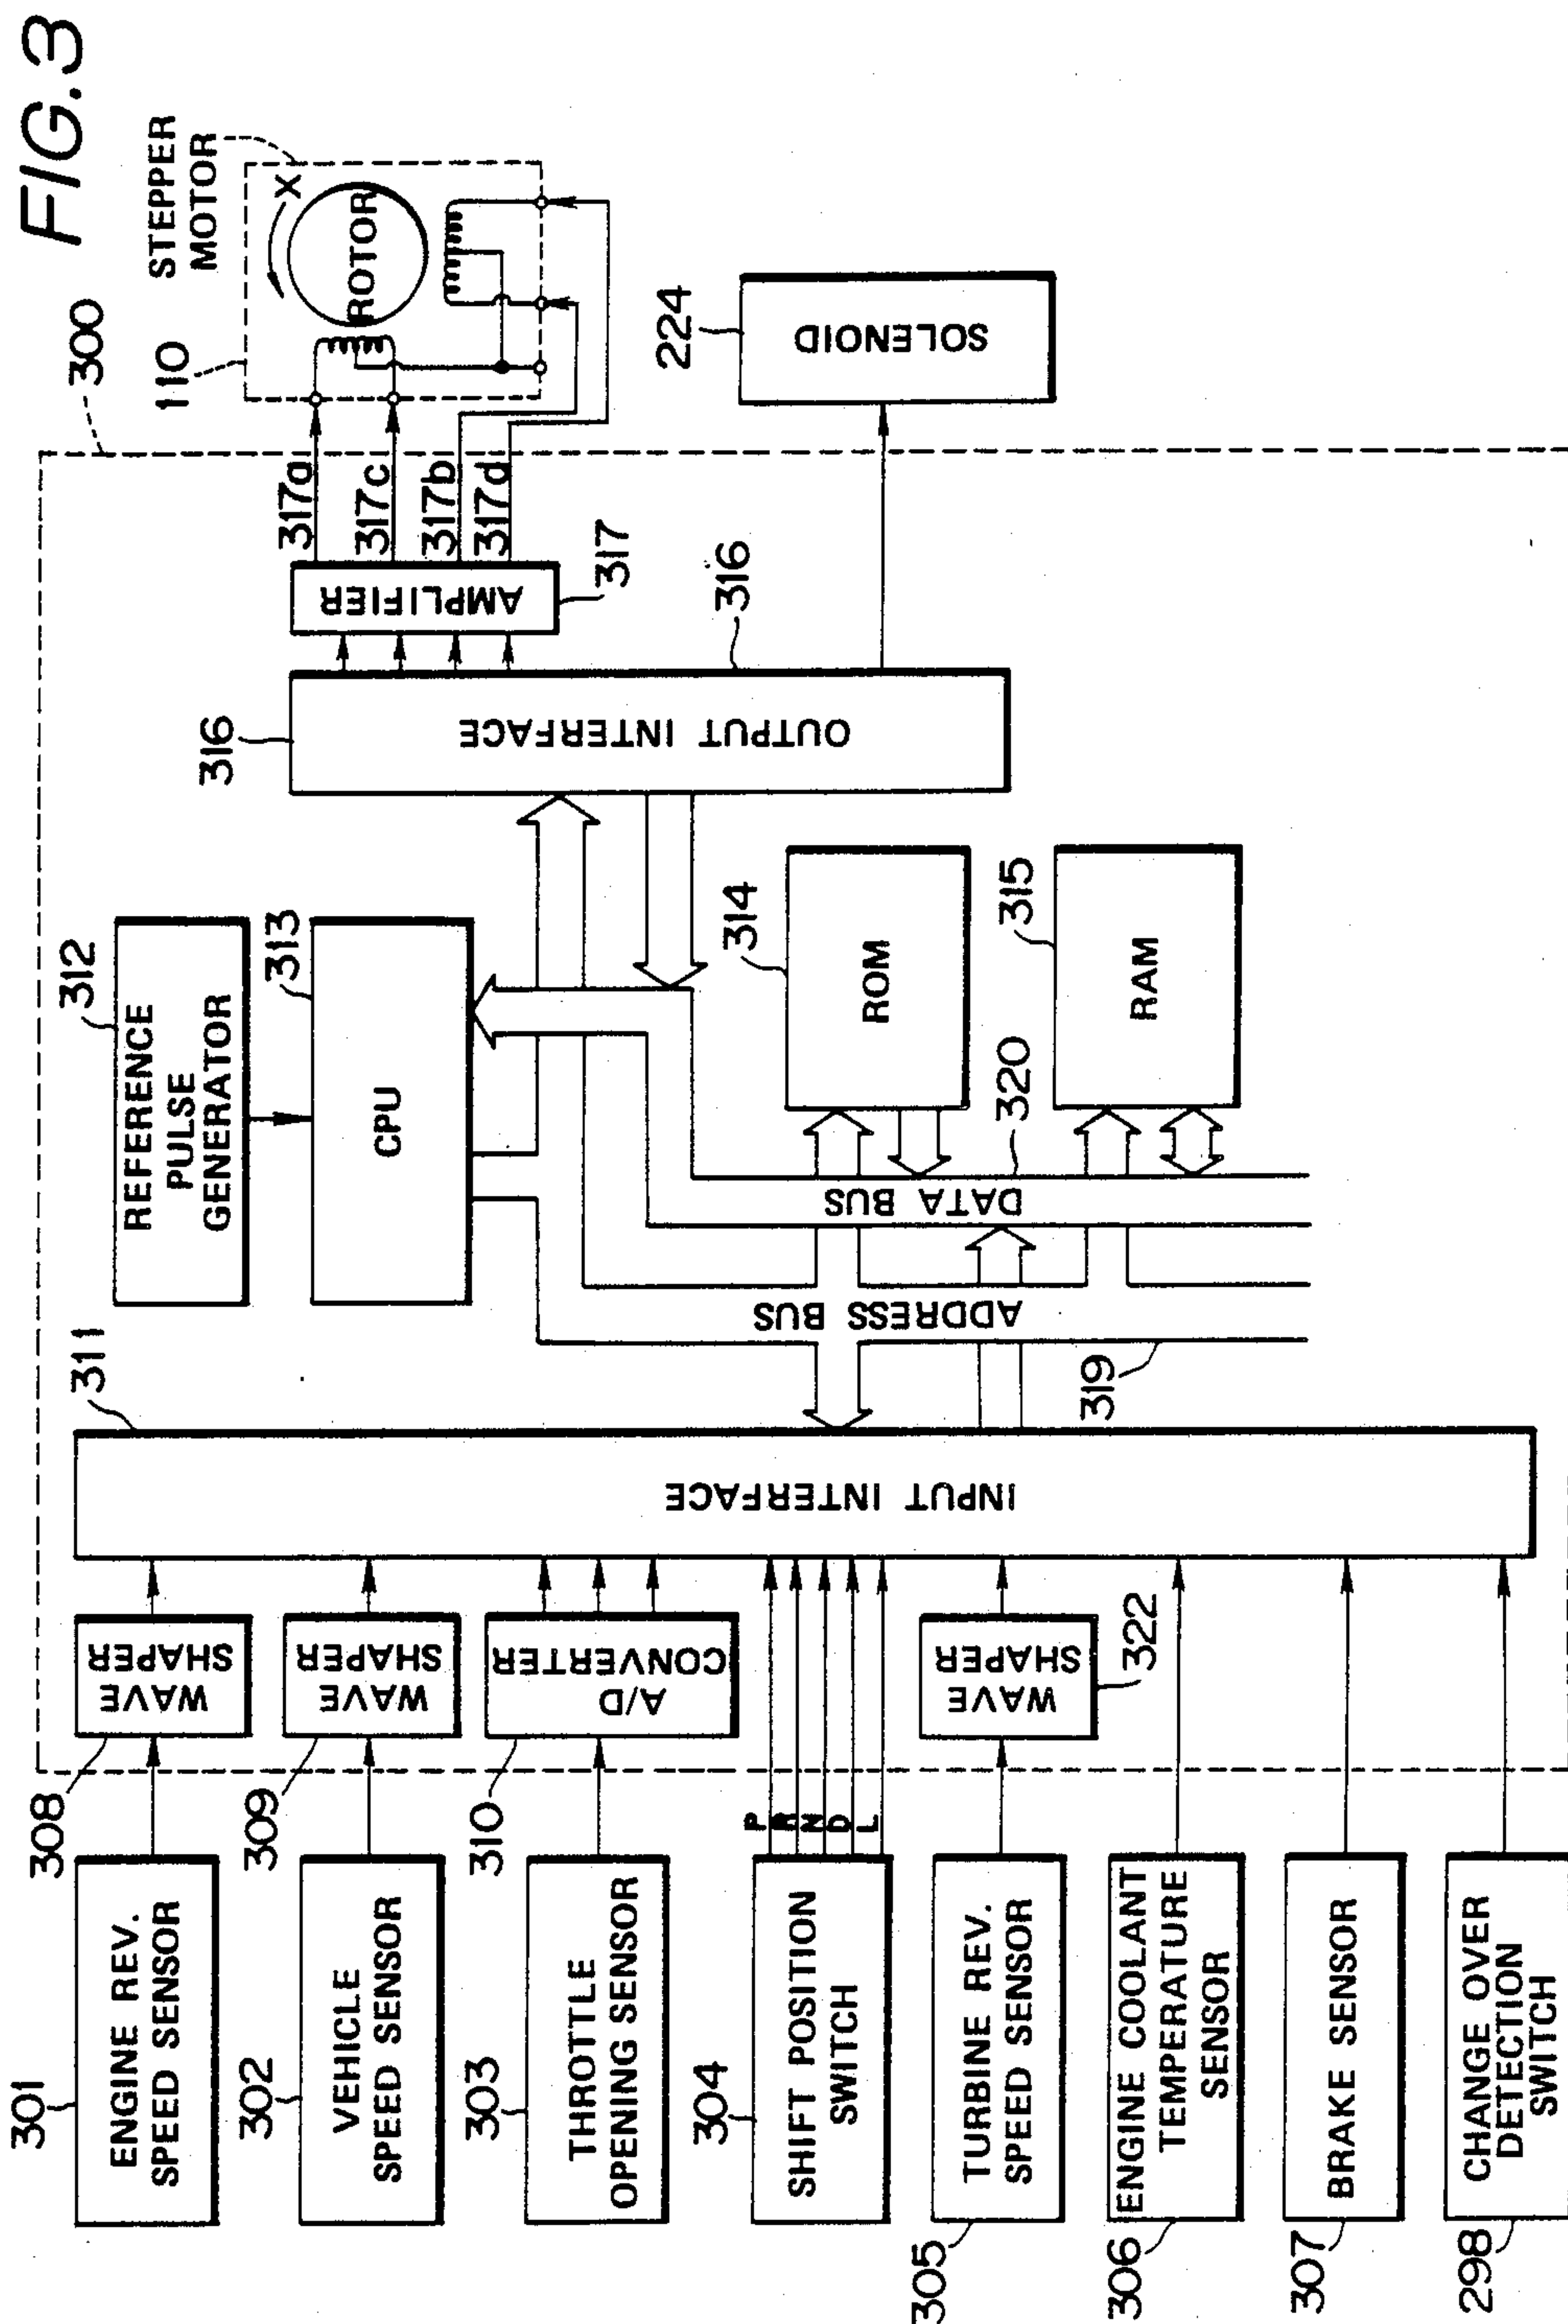 FIG.3
300
STEPPER
MOTOR
110
X
ROTOR
224
SOLENOID
317a
317c
317b
317d
AMPLIFIER
317
316
316
OUTPUT INTERFACE
312
REFERENCE
PULSE
GENERATOR
313
CPU
314
ROM
315
RAM
320
DATA BUS
ADDRESS BUS
319
311
INPUT INTERFACE
308
WAVE
SHAPER
309
WAVE
SHAPER
310
A/D
CONVERTER
P
R
N
D
L
WAVE
SHAPER
322
301
ENGINE REV.
SPEED SENSOR
302
VEHICLE
SPEED SENSOR
303
THROTTLE
OPENING SENSOR
304
SHIFT POSITION
SWITCH
305
TURBINE REV.
SPEED SENSOR
306
ENGINE COOLANT
TEMPERATURE
SENSOR
307
BRAKE SENSOR
298
CHANGE OVER
DETECTION
SWITCH